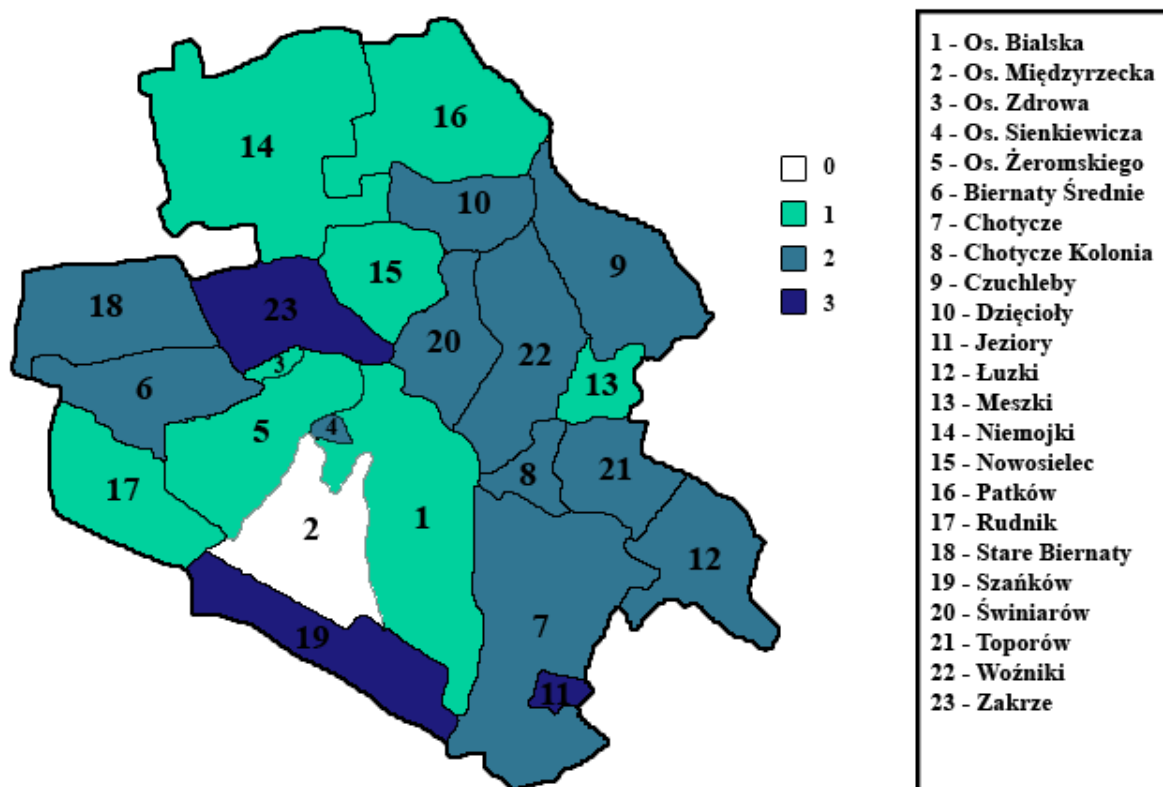 14
16
10
9
15
18
23
20
22
3
6
13
5
4
8
21
17
1
2
12
19
7
11
0
1
2
3
1 - Os. Bialska
2 - Os. Międzyrzecka
3 - Os. Zdrowa
4 - Os. Sienkiewicza
5 - Os. Żeromskiego
6 - Biernaty Średnie
7 - Chotycze
8 - Chotycze Kolonia
9 - Czuchleby
10 - Dzięcioły
11 - Jeziory
12 - Łuzki
13 - Meszki
14 - Niemojki
15 - Nowosielec
16 - Patków
17 - Rudnik
18 - Stare Biernaty
19 - Szańków
20 - Świniarów
21 - Toporów
22 - Woźniki
23 - Zakrze